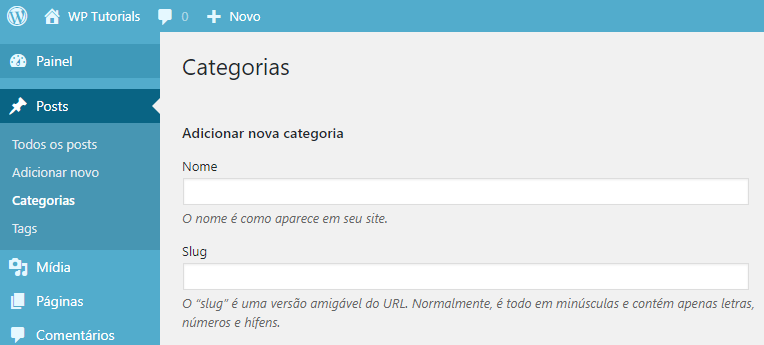 WP Tutorials 0 Novo
Painel
Posts
Todos os posts
Adicionar novo
Categorias
Tags
Mídia
Páginas
Comentários
Categorias
Adicionar nova categoria
Nome
O nome é como aparece em seu site.
Slug
O “slug” é uma versão amigável do URL. Normalmente, é todo em minúsculas e contém apenas letras,
números e hífens.